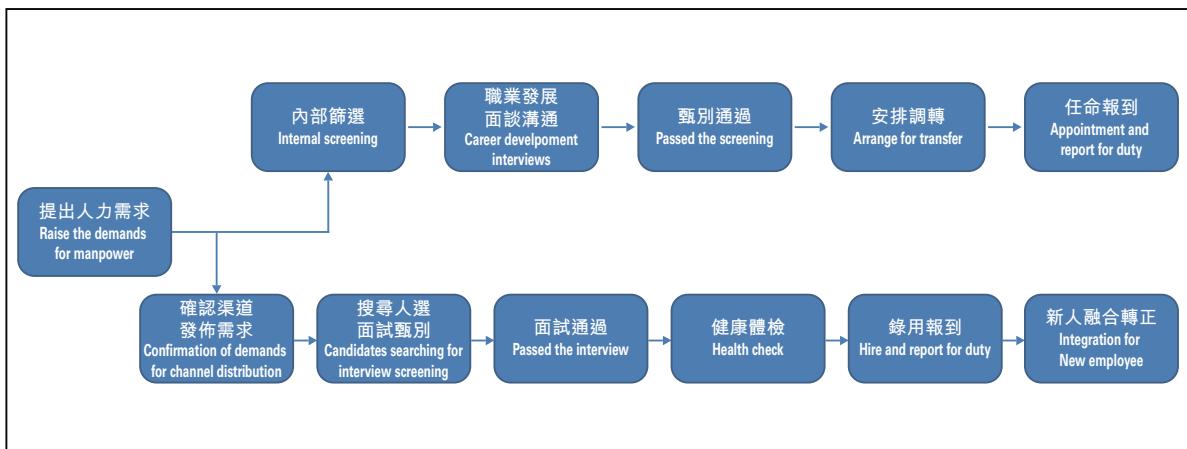 內部篩選
Internal screening
職業發展
面談溝通
Career develpoment
interviews
甄別通過
Passed the screening
安排調轉
Arrange for transfer
任命報到
Appointment and
report for duty
提出人力需求
Raise the demands
for manpower
確認渠道
發佈需求
Confirmation of demands
for channel distribution
搜尋人選
面試甄別
Candidates searching for
interview screening
面試通過
Passed the interview
健康體檢
Health check
錄用報到
Hire and report for duty
新人融合轉正
Integration for
New employee